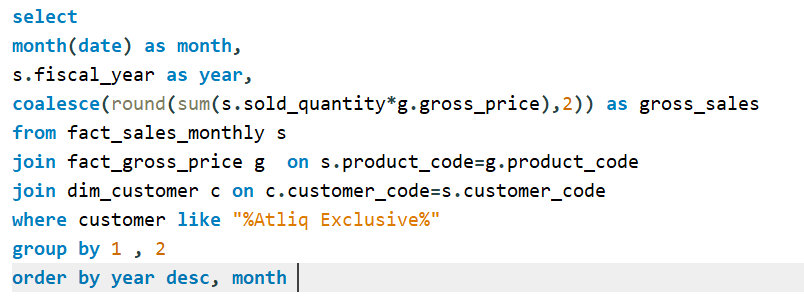 select
month(date) as month,
s.fiscal_year as year,
coalesce(round(sum(s.sold_quantity*g.gross_price),2)) as gross_sales
from fact_sales_monthly s
join fact_gross_price g  on s.product_code=g.product_code
join dim_customer c on c.customer_code=s.customer_code
where customer like "%Atliq Exclusive%"
group by 1 , 2
order by year desc, month